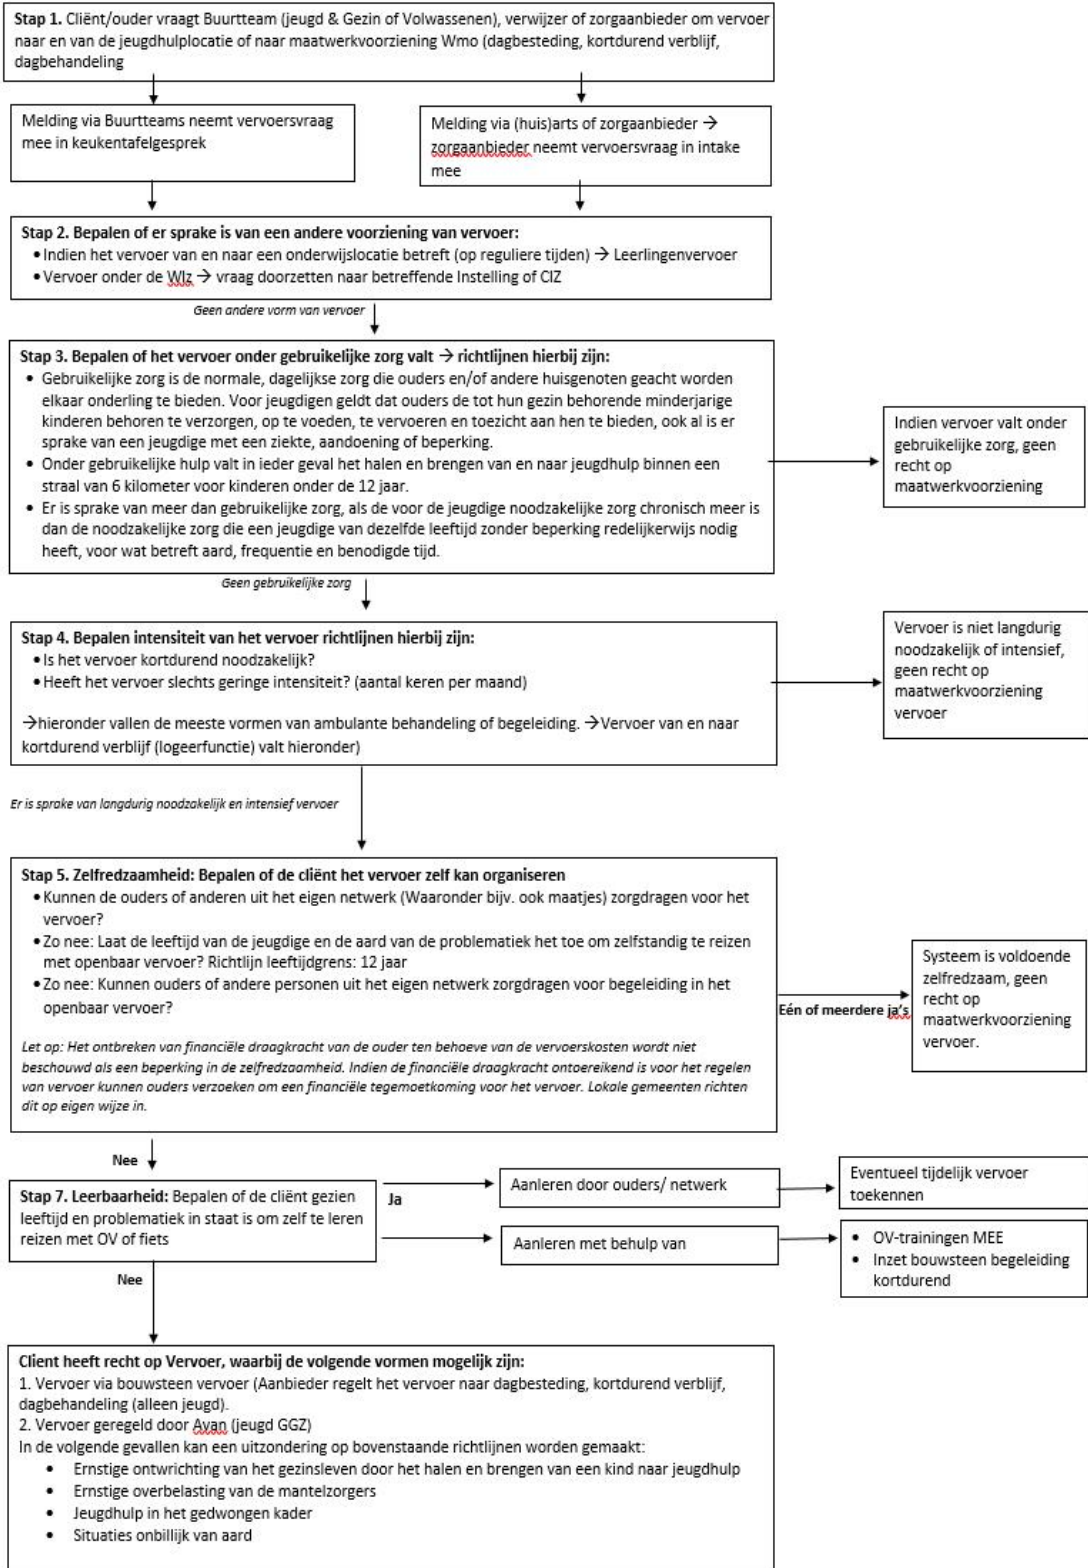 Stap 1. Cliënt/ouder vraagt Buurtteam (jeugd & Gezin of Volwassenen), verwijzer of zorgaanbieder om vervoer
naar en van de jeugdhulplocatie of naar maatwerkvoorziening Wmo (dagbesteding, kortdurend verblijf,
dagbehandeling
Melding via Buurtteams neemt vervoersvraag
mee in keukentafelgesprek
Melding via (huis)arts of zorgaanbieder →
zorgaanbieder neemt vervoersvraag in intake
mee
Stap 2. Bepalen of er sprake is van een andere voorziening van vervoer:
• Indien het vervoer van en naar een onderwijslocatie betreft (op reguliere tijden) → Leerlingenvervoer
• Vervoer onder de Wlz → vraag doorzetten naar betreffende Instelling of CIZ
Geen andere vorm van vervoer
Stap 3. Bepalen of het vervoer onder gebruikelijke zorg valt → richtlijnen hierbij zijn:
• Gebruikelijke zorg is de normale, dagelijkse zorg die ouders en/of andere huisgenoten geacht worden
elkaar onderling te bieden. Voor jeugdigen geldt dat ouders de tot hun gezin behorende minderjarige
kinderen behoren te verzorgen, op te voeden, te vervoeren en toezicht aan hen te bieden, ook al is er
sprake van een jeugdige met een ziekte, aandoening of beperking.
• Onder gebruikelijke hulp valt in ieder geval het halen en brengen van en naar jeugdhulp binnen een
straal van 6 kilometer voor kinderen onder de 12 jaar.
• Er is sprake van meer dan gebruikelijke zorg, als de voor de jeugdige noodzakelijke zorg chronisch meer is
dan de noodzakelijke zorg die een jeugdige van dezelfde leeftijd zonder beperking redelijkerwijs nodig
heeft, voor wat betreft aard, frequentie en benodigde tijd.
Indien vervoer valt onder
gebruikelijke zorg, geen
recht op
maatwerkvoorziening
Geen gebruikelijke zorg
Stap 4. Bepalen intensiteit van het vervoer richtlijnen hierbij zijn:
• Is het vervoer kortdurend noodzakelijk?
• Heeft het vervoer slechts geringe intensiteit? (aantal keren per maand)
→hieronder vallen de meeste vormen van ambulante behandeling of begeleiding. →Vervoer van en naar
kortdurend verblijf (logeerfunctie) valt hieronder)
Vervoer is niet langdurig
noodzakelijk of intensief,
geen recht op
maatwerkvoorziening
vervoer
Er is sprake van langdurig noodzakelijk en intensief vervoer
Stap 5. Zelfredzaamheid: Bepalen of de cliënt het vervoer zelf kan organiseren
• Kunnen de ouders of anderen uit het eigen netwerk (Waaronder bijv. ook maatjes) zorgdragen voor het
vervoer?
• Zo nee: Laat de leeftijd van de jeugdige en de aard van de problematiek het toe om zelfstandig te reizen
met openbaar vervoer? Richtlijn leeftijdgrens: 12 jaar
• Zo nee: Kunnen ouders of andere personen uit het eigen netwerk zorgdragen voor begeleiding in het
openbaar vervoer?
Let op: Het ontbreken van financiële draagkracht van de ouder ten behoeve van de vervoerskosten wordt niet
beschouwd als een beperking in de zelfredzaamheid. Indien de financiële draagkracht ontoereikend is voor het regelen
van vervoer kunnen ouders verzoeken om een financiële tegemoetkoming voor het vervoer. Lokale gemeenten richten
dit op eigen wijze in.
Eén of meerdere ja's
Systeem is voldoende
zelfredzaam, geen
recht op
maatwerkvoorziening
vervoer.
Nee
Stap 7. Leerbaarheid: Bepalen of de cliënt gezien
leeftijd en problematiek in staat is om zelf te leren
reizen met OV of fiets
Ja
Aanleren door ouders/ netwerk
Eventueel tijdelijk vervoer
toekennen
Aanleren met behulp van
• OV-trainingen MEE
• Inzet bouwsteen begeleiding
kortdurend
Nee
Client heeft recht op Vervoer, waarbij de volgende vormen mogelijk zijn:
1. Vervoer via bouwsteen vervoer (Aanbieder regelt het vervoer naar dagbesteding, kortdurend verblijf,
dagbehandeling (alleen jeugd).
2. Vervoer geregeld door Avan (jeugd GGZ)
In de volgende gevallen kan een uitzondering op bovenstaande richtlijnen worden gemaakt:
• Ernstige ontwrichting van het gezinsleven door het halen en brengen van een kind naar jeugdhulp
• Ernstige overbelasting van de mantelzorgers
• Jeugdhulp in het gedwongen kader
• Situaties onbillijk van aard